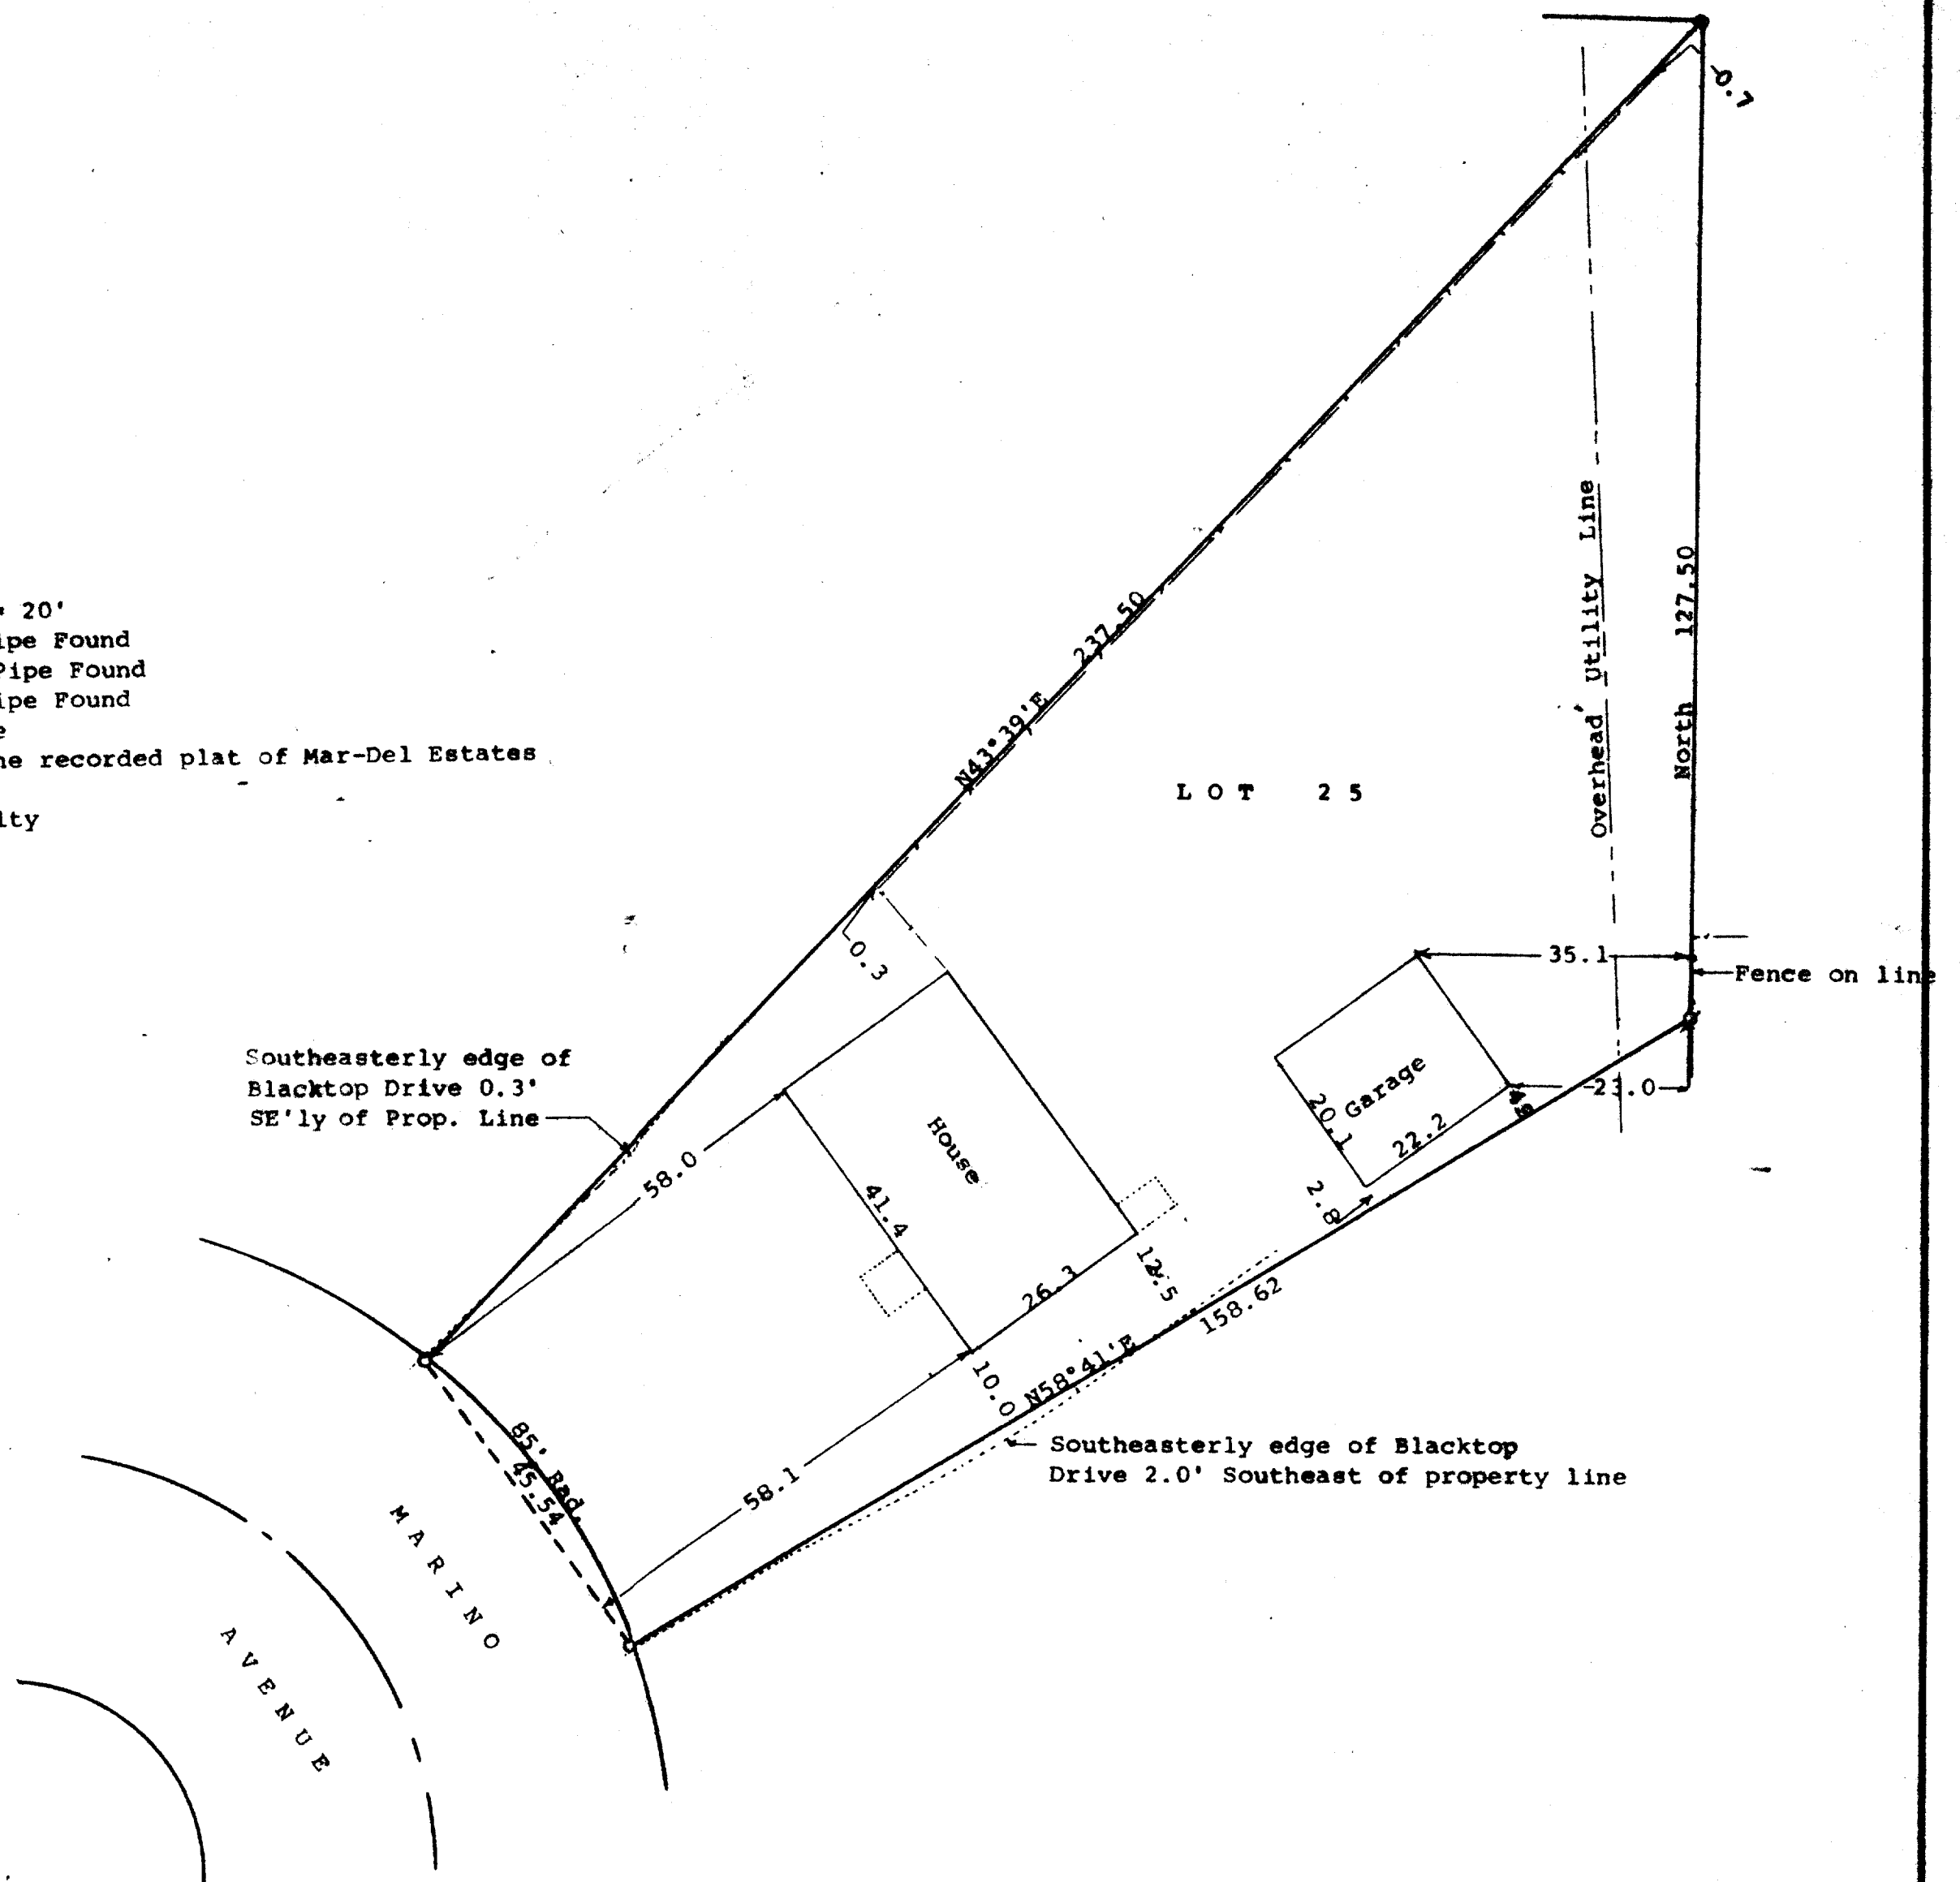 0.7
= 20'
ipe Found
Pipe Found
ipe Found
e
he recorded plat of Mar-Del Estates
lty
237.50
N43°39'E
LOT 25
Overhead Utility Line
North 127.50
0.3
35.1
Fence on line
Southeasterly edge of
Blacktop Drive 0.3'
SE'ly of Prop. Line
58.0
House
41.4
Garage
20.1
22.2
23.0
2.8
26.3
12.5
10.0
N58°41'E
158.62
58.1
Southeasterly edge of Blacktop
Drive 2.0' Southeast of property line
85' Rad.
45.54
MARINO
AVENUE